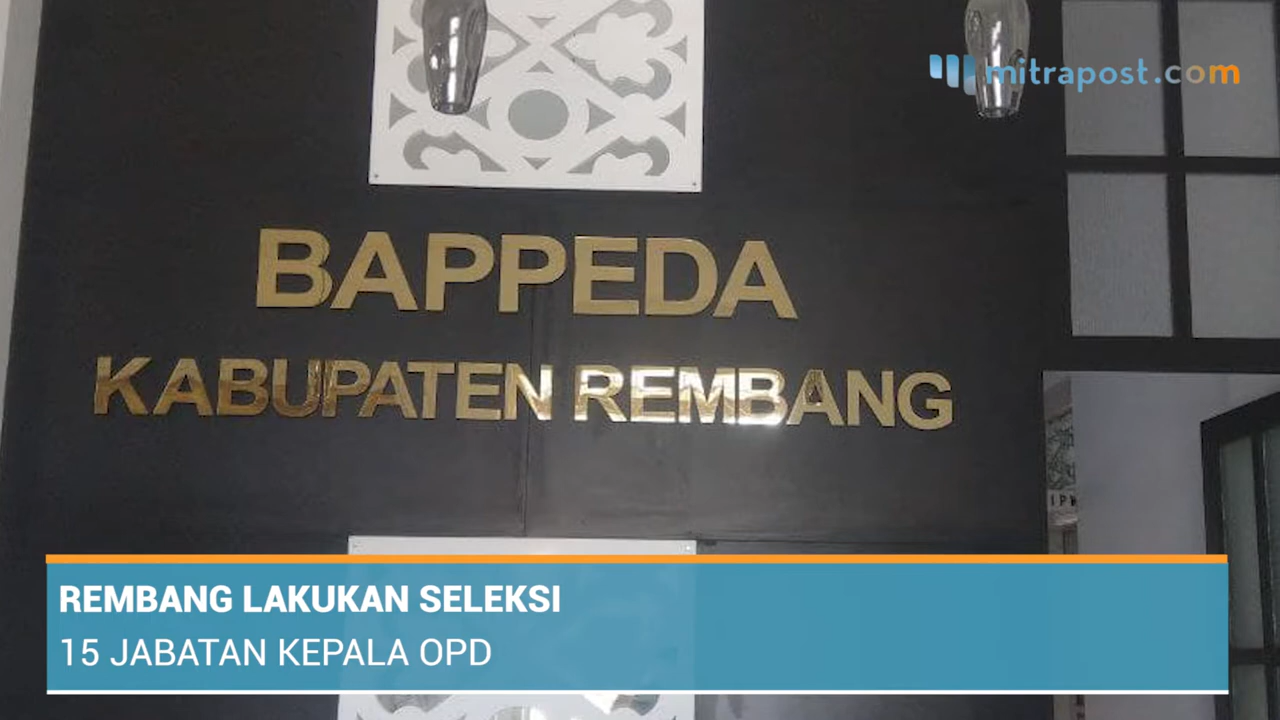 mitrapost.com
BAPPEDA
KABUPATEN REMBANG
REMBANG LAKUKAN SELEKSI
15 JABATAN KEPALA OPD